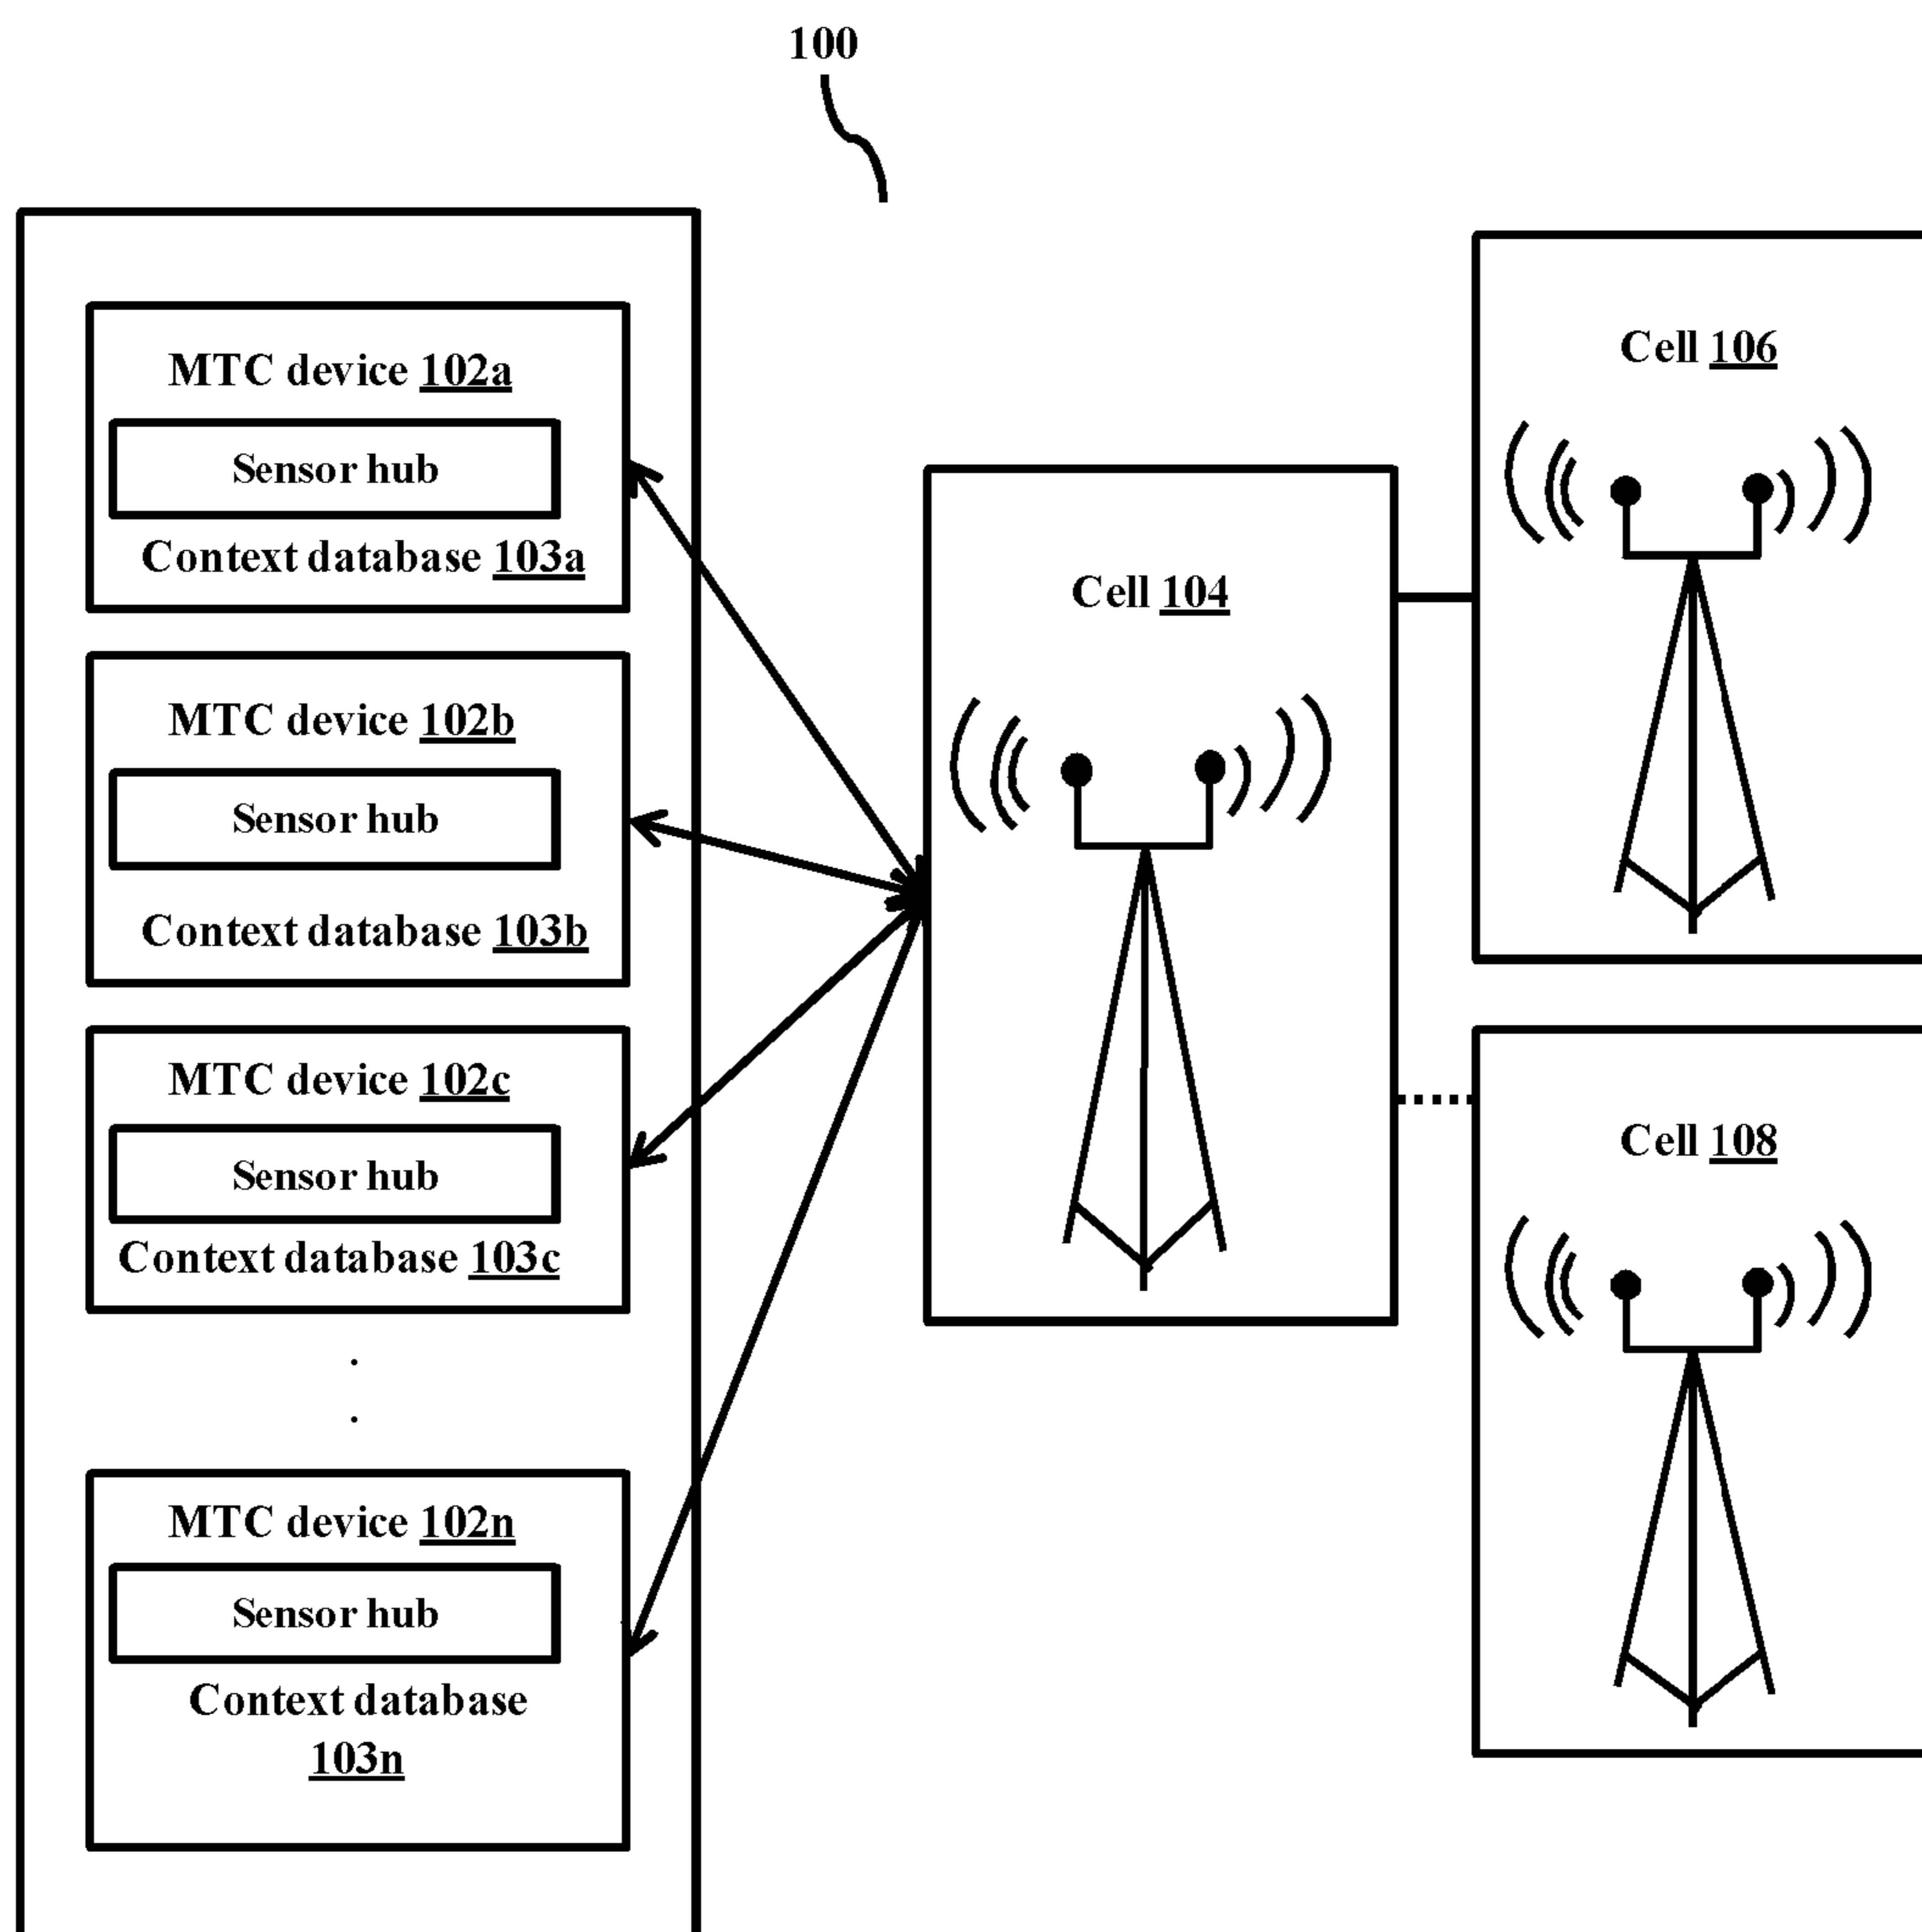 100
MTC device 102a
Sensor hub
Context database 103a
MTC device 102b
Sensor hub
Context database 103b
MTC device 102c
Sensor hub
Context database 103c
.
.
MTC device 102n
Sensor hub
Context database
103n
Cell 104
Cell 106
Cell 108